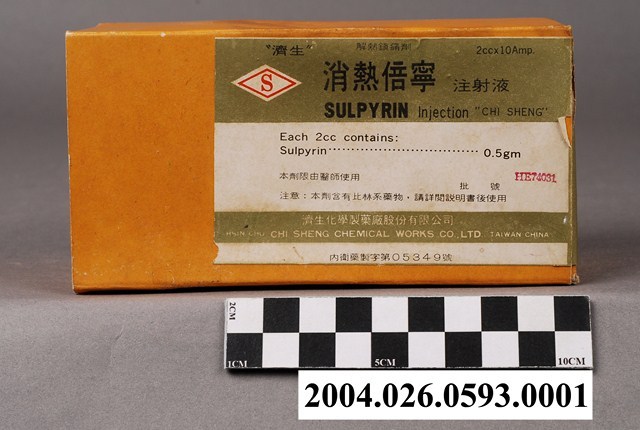 "濟生" 解熱鎮痛劑 2cc×10Amp.
S 消熱倍寧 注射液
SULPYRIN Injection "CHI SHENG"
Each 2cc contains:
Sulpyrin································ 0.5gm
本劑限由醫師使用 批 號 HE74031
注意：本劑含有比林系藥物，請詳閱說明書後使用
濟生化學製藥廠股份有限公司
HSIN CHU CHI SHENG CHEMICAL WORKS CO., LTD. TAIWAN CHINA
內衛藥製字第05349號
2CM
1CM 5CM 10CM
2004.026.0593.0001